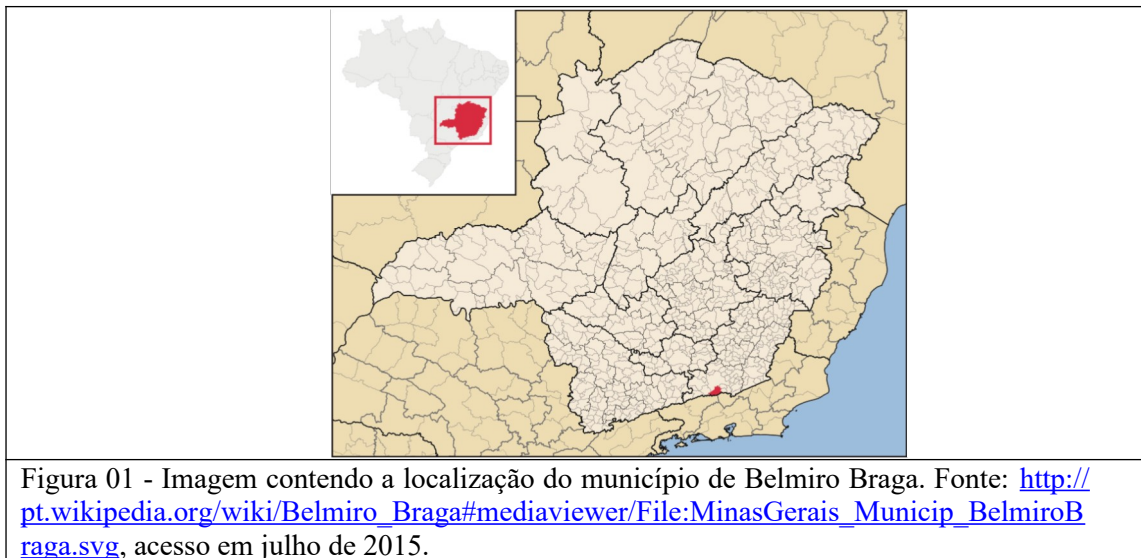 Figura 01 - Imagem contendo a localização do município de Belmiro Braga. Fonte: http://
pt.wikipedia.org/wiki/Belmiro_Braga#mediaviewer/File:MinasGerais_Municip_BelmiroB
raga.svg, acesso em julho de 2015.